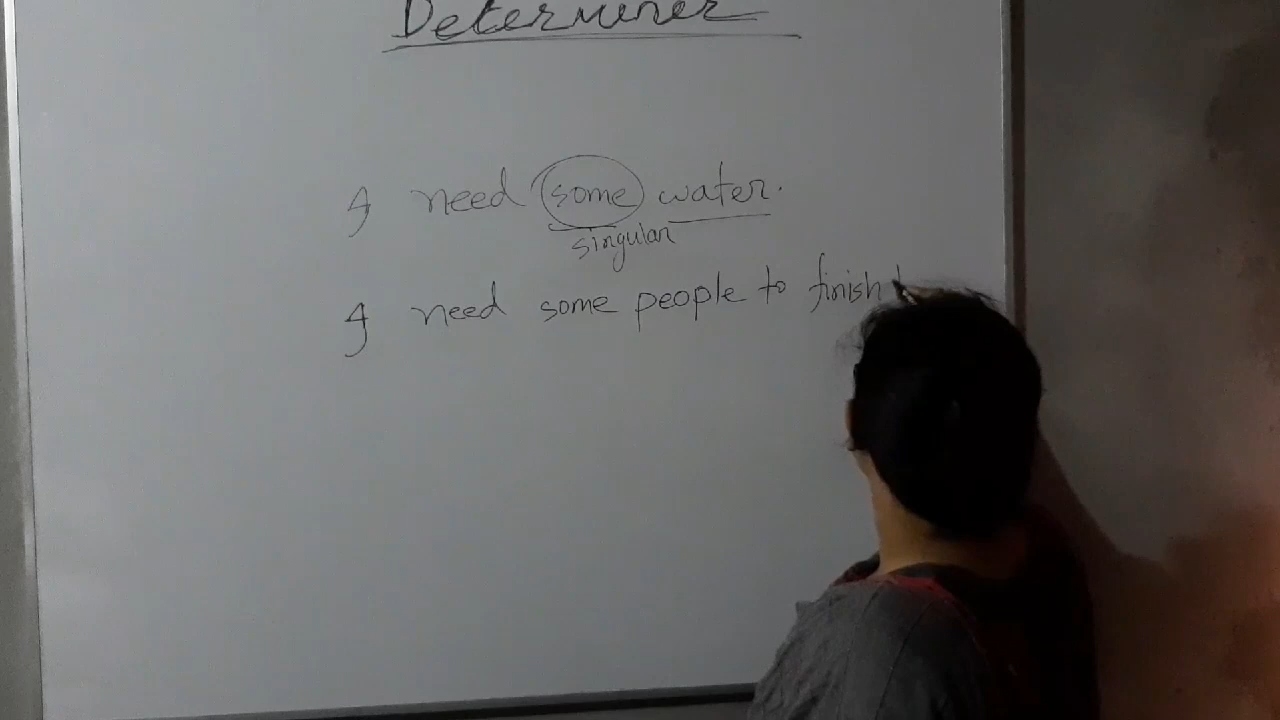 Determiner
I need some water.
singular
I need some people to finish